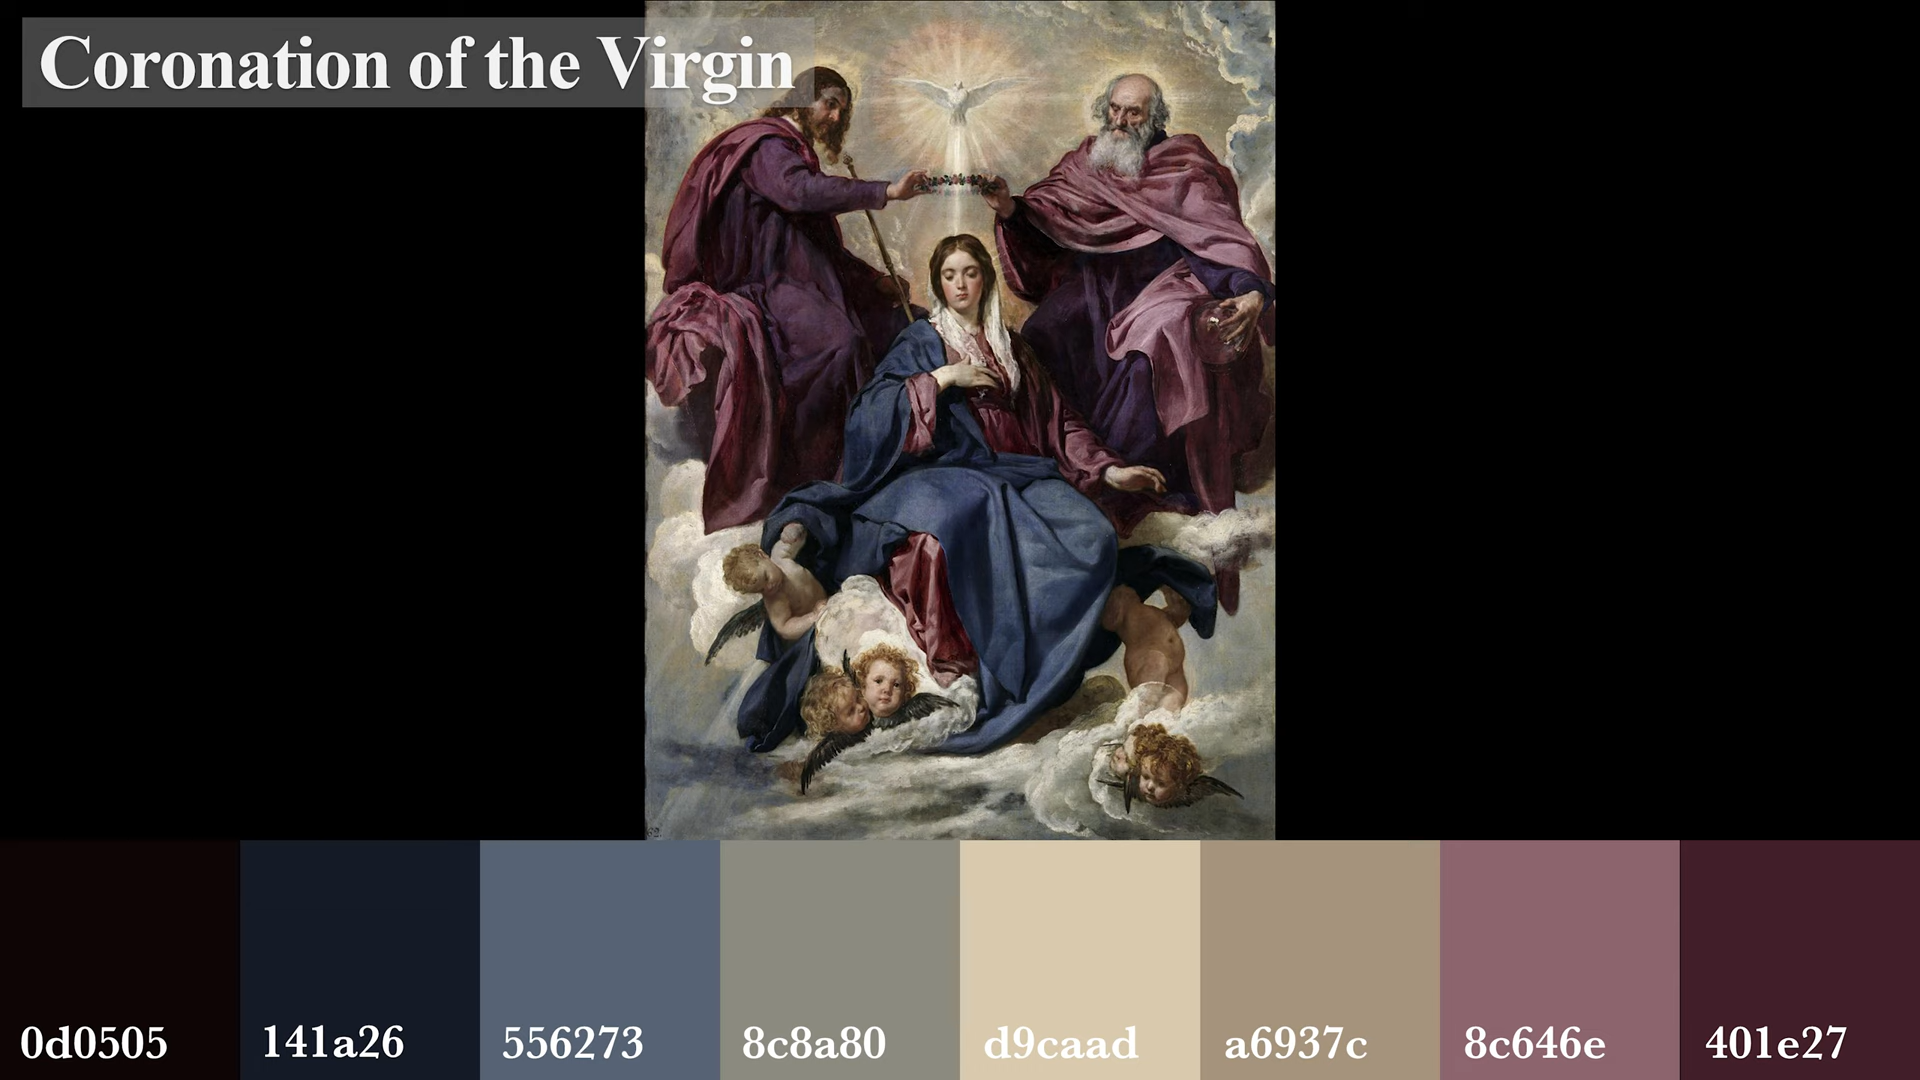 Coronation of the Virgin
0d0505
141a26
556273
8c8a80
d9caad
a6937c
8c646e
401e27